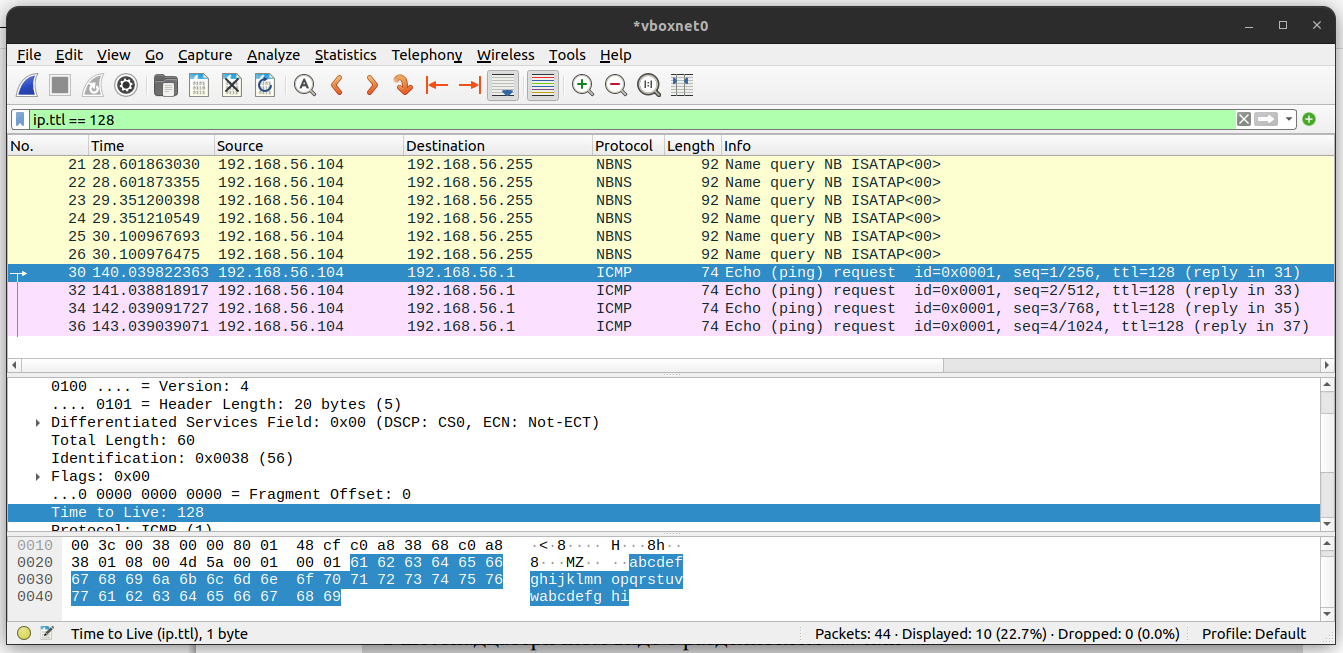 *vboxnet0
File Edit View Go Capture Analyze Statistics Telephony Wireless Tools Help
ip.ttl == 128
No. Time Source Destination Protocol Length Info
21 28.601863030 192.168.56.104 192.168.56.255 NBNS 92 Name query NB ISATAP<00>
22 28.601873355 192.168.56.104 192.168.56.255 NBNS 92 Name query NB ISATAP<00>
23 29.351200398 192.168.56.104 192.168.56.255 NBNS 92 Name query NB ISATAP<00>
24 29.351210549 192.168.56.104 192.168.56.255 NBNS 92 Name query NB ISATAP<00>
25 30.100967693 192.168.56.104 192.168.56.255 NBNS 92 Name query NB ISATAP<00>
26 30.100976475 192.168.56.104 192.168.56.255 NBNS 92 Name query NB ISATAP<00>
30 140.039822363 192.168.56.104 192.168.56.1 ICMP 74 Echo (ping) request id=0x0001, seq=1/256, ttl=128 (reply in 31)
32 141.038818917 192.168.56.104 192.168.56.1 ICMP 74 Echo (ping) request id=0x0001, seq=2/512, ttl=128 (reply in 33)
34 142.039091727 192.168.56.104 192.168.56.1 ICMP 74 Echo (ping) request id=0x0001, seq=3/768, ttl=128 (reply in 35)
36 143.039039071 192.168.56.104 192.168.56.1 ICMP 74 Echo (ping) request id=0x0001, seq=4/1024, ttl=128 (reply in 37)
0100 .... = Version: 4
.... 0101 = Header Length: 20 bytes (5)
Differentiated Services Field: 0x00 (DSCP: CS0, ECN: Not-ECT)
Total Length: 60
Identification: 0x0038 (56)
Flags: 0x00
...0 0000 0000 0000 = Fragment Offset: 0
Time to Live: 128
Protocol: ICMP (1)
0010 00 3c 00 38 00 00 80 01 48 cf c0 a8 38 68 c0 a8 ·<·8···· H···8h··
0020 38 01 08 00 4d 5a 00 01 00 01 61 62 63 64 65 66 8···MZ·· ··abcdef
0030 67 68 69 6a 6b 6c 6d 6e 6f 70 71 72 73 74 75 76 ghijklmn opqrstuv
0040 77 61 62 63 64 65 66 67 68 69 wabcdefg hi
Time to Live (ip.ttl), 1 byte Packets: 44 · Displayed: 10 (22.7%) · Dropped: 0 (0.0%) Profile: Default